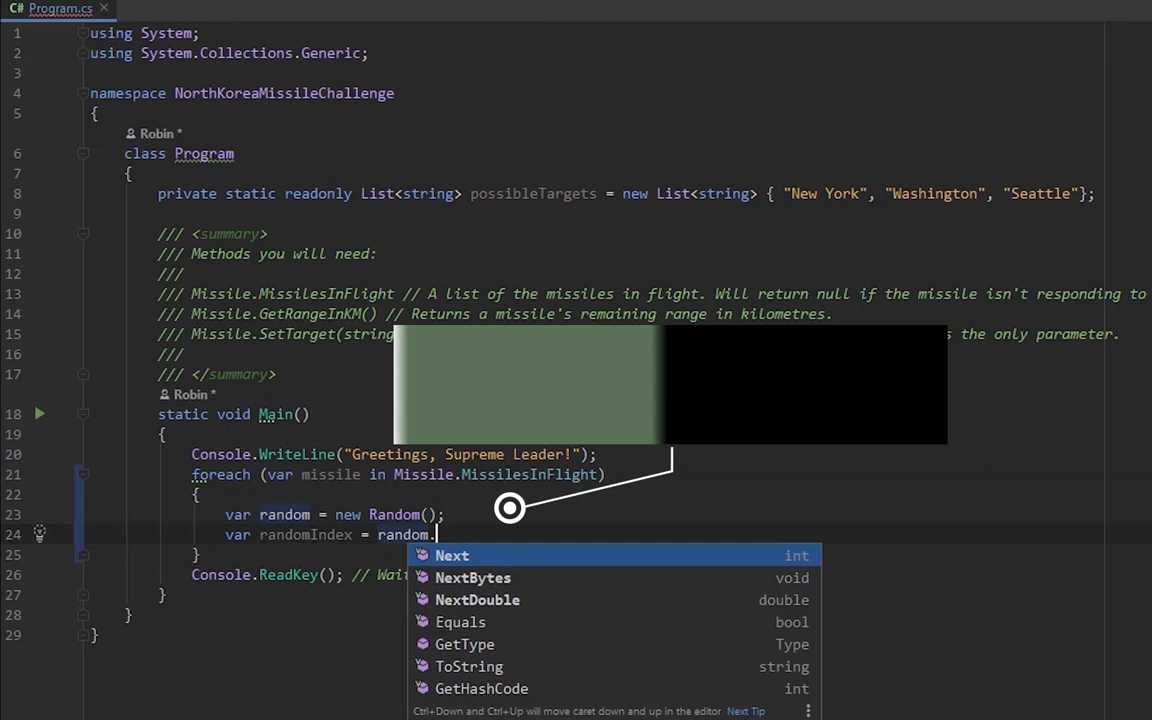 C# Program.cs ×
1 using System;
2 using System.Collections.Generic;
3
4 namespace NorthKoreaMissileChallenge
5 {
Robin *
6 class Program
7 {
8 private static readonly List<string> possibleTargets = new List<string> { "New York", "Washington", "Seattle"};
9
10 /// <summary>
11 /// Methods you will need:
12 ///
13 /// Missile.MissilesInFlight // A list of the missiles in flight. Will return null if the missile isn't responding to
14 /// Missile.GetRangeInKM() // Returns a missile's remaining range in kilometres.
15 /// Missile.SetTarget(string the only parameter.
16 ///
17 /// </summary>
Robin *
18 static void Main()
19 {
20 Console.WriteLine("Greetings, Supreme Leader!");
21 foreach (var missile in Missile.MissilesInFlight)
22 {
23 var random = new Random();
24 var randomIndex = random.
25 }
26 Console.ReadKey(); //
27 }
28 }
29 }
Next int
NextBytes void
NextDouble double
Equals bool
GetType Type
ToString string
GetHashCode int
Ctrl+Down and Ctrl+Up will move caret down and up in the editor Next Tip